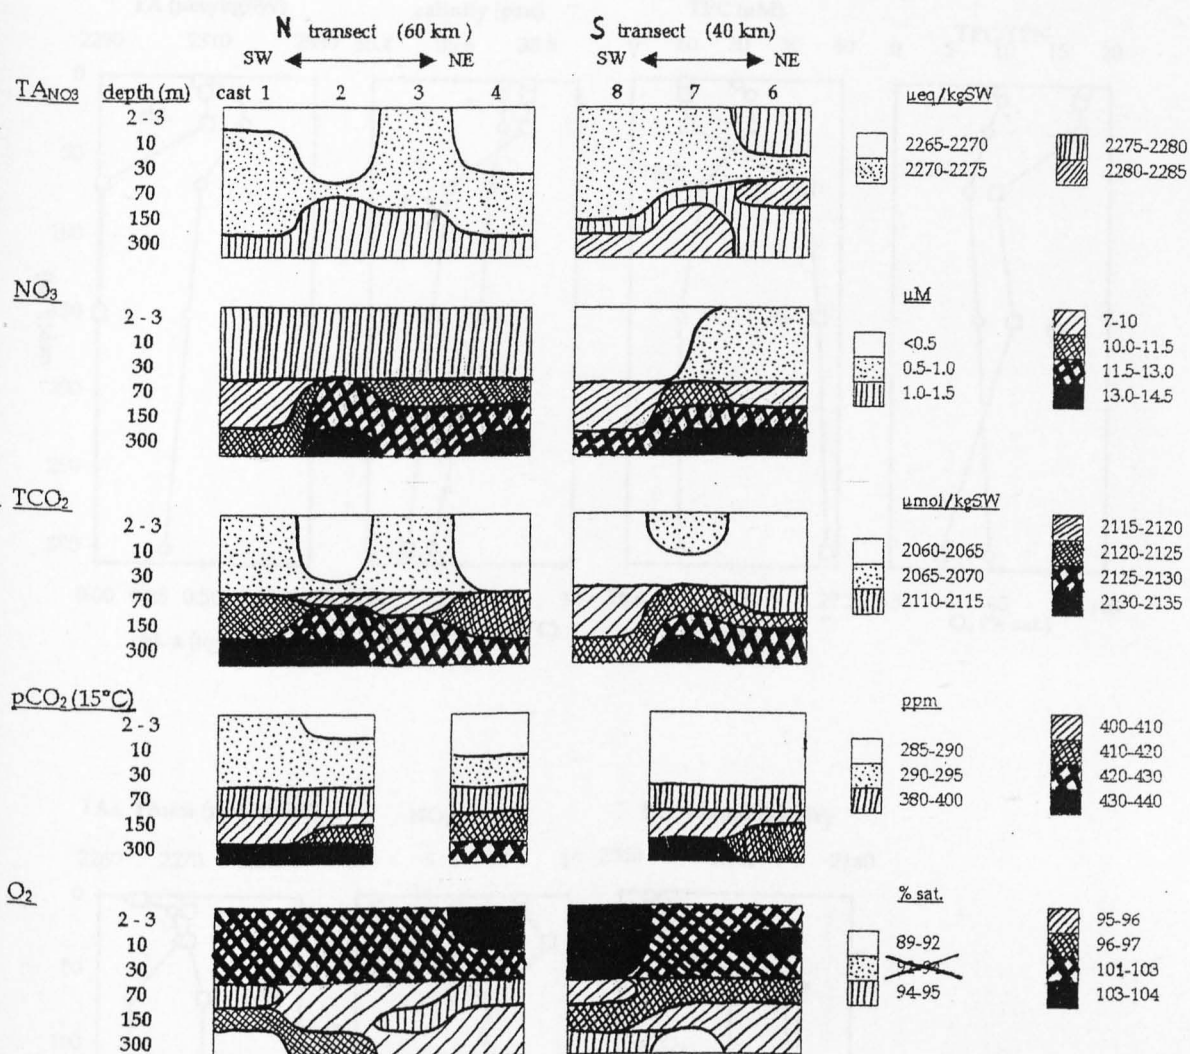 N transect (60 km) S transect (40 km)
SW NE SW NE
TANO3 depth (m) cast 1 2 3 4 8 7 6 µeq/kgSW
2 - 3
10 2265-2270 2275-2280
30 2270-2275 2280-2285
70
150
300
NO3 µM
2 - 3 7-10
10 <0.5 10.0-11.5
30 0.5-1.0 11.5-13.0
70 1.0-1.5 13.0-14.5
150
300
TCO2 µmol/kgSW
2 - 3 2115-2120
10 2060-2065 2120-2125
30 2065-2070 2125-2130
70 2110-2115 2130-2135
150
300
pCO2 (15°C) ppm
2 - 3 400-410
10 285-290 410-420
30 290-295 420-430
70 380-400 430-440
150
300
O2 % sat.
2 - 3 95-96
10 89-92 96-97
30 101-103
70 94-95 103-104
150
300